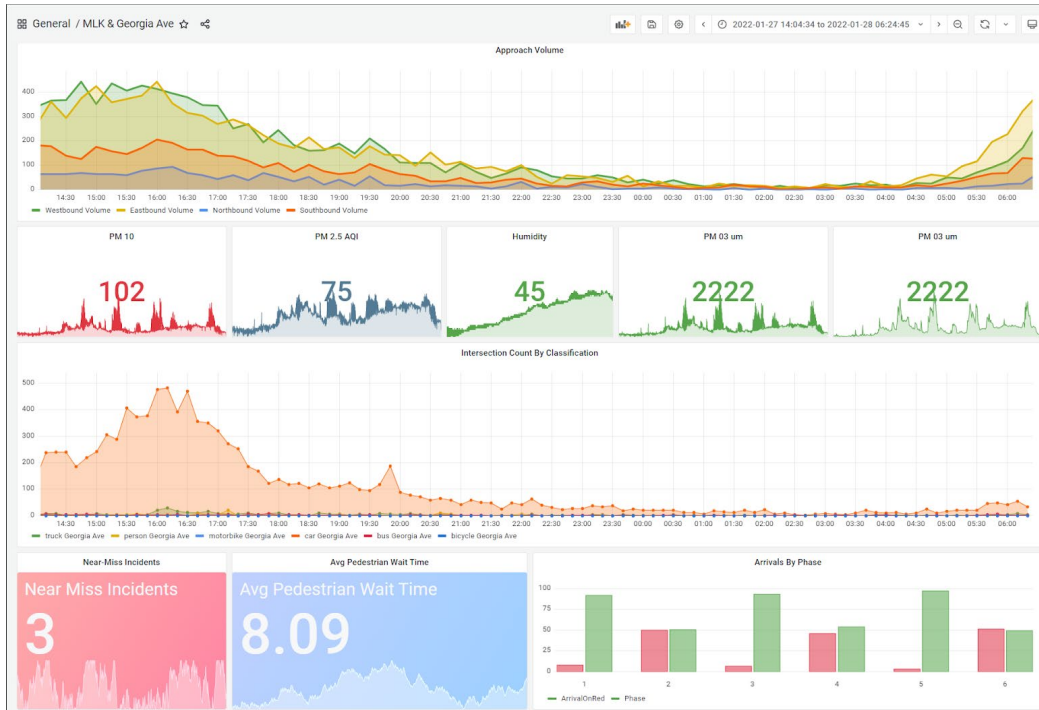 General / MLK & Georgia Ave
2022-01-27 14:04:34 to 2022-01-28 06:24:45
Approach Volume
400
300
200
100
0
14:30 15:00 15:30 16:00 16:30 17:00 17:30 18:00 18:30 19:00 19:30 20:00 20:30 21:00 21:30 22:00 22:30 23:00 23:30 00:00 00:30 01:00 01:30 02:00 02:30 03:00 03:30 04:00 04:30 05:00 05:30 06:00
Westbound Volume Eastbound Volume Northbound Volume Southbound Volume
PM 10 PM 2.5 AQI Humidity PM 03 um PM 03 um
102 75 45 2222 2222
Intersection Count By Classification
500
400
300
200
100
0
14:30 15:00 15:30 16:00 16:30 17:00 17:30 18:00 18:30 19:00 19:30 20:00 20:30 21:00 21:30 22:00 22:30 23:00 23:30 00:00 00:30 01:00 01:30 02:00 02:30 03:00 03:30 04:00 04:30 05:00 05:30 06:00
truck Georgia Ave person Georgia Ave motorbike Georgia Ave car Georgia Ave bus Georgia Ave bicycle Georgia Ave
Near-Miss Incidents Avg Pedestrian Wait Time Arrivals By Phase
Near Miss Incidents
3
Avg Pedestrian Wait Time
8.09
100
75
50
25
0
1 2 3 4 5 6
ArrivalOnRed Phase